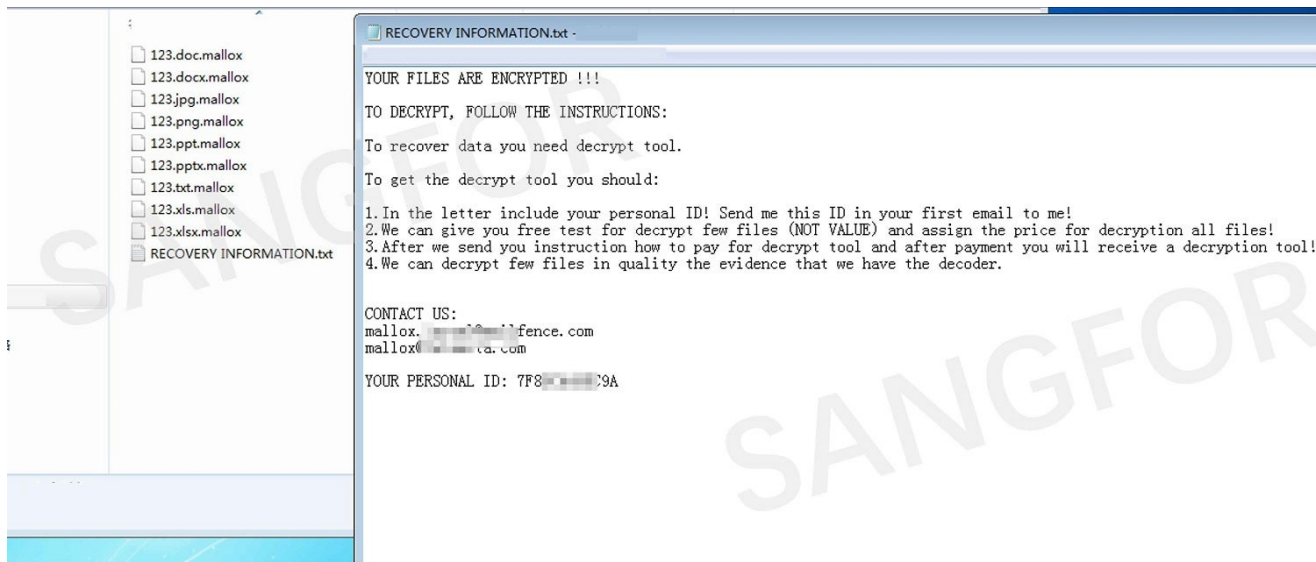 123.doc.mallox
123.docx.mallox
123.jpg.mallox
123.png.mallox
123.ppt.mallox
123.pptx.mallox
123.txt.mallox
123.xls.mallox
123.xlsx.mallox
RECOVERY INFORMATION.txt
RECOVERY INFORMATION.txt -
YOUR FILES ARE ENCRYPTED !!!
TO DECRYPT, FOLLOW THE INSTRUCTIONS:
To recover data you need decrypt tool.
To get the decrypt tool you should:
1.In the letter include your personal ID! Send me this ID in your first email to me!
2.We can give you free test for decrypt few files (NOT VALUE) and assign the price for decryption all files!
3.After we send you instruction how to pay for decrypt tool and after payment you will receive a decryption tool!
4.We can decrypt few files in quality the evidence that we have the decoder.
CONTACT US:
mallox. fence.com
mallox .com
YOUR PERSONAL ID: 7F8 9A
SANGFOR
SANGFOR